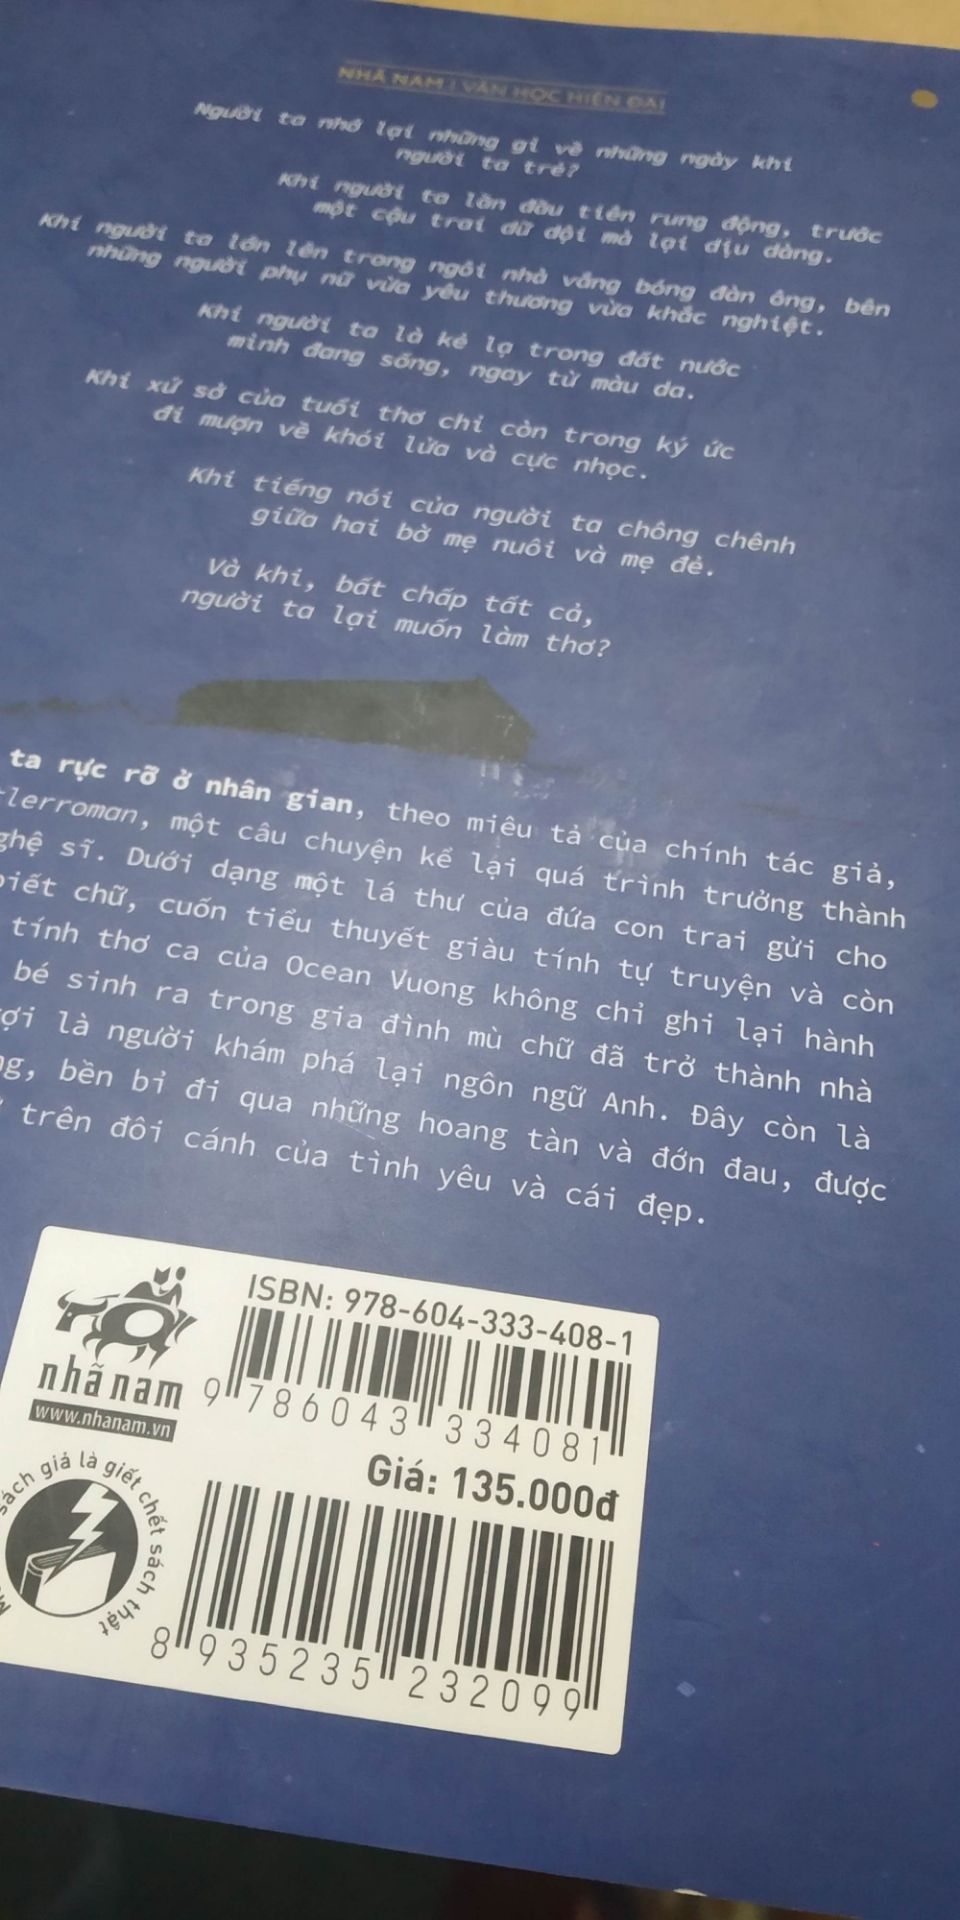 NHÃ NAM | VĂN HỌC HIỆN ĐẠI
Người ta nhớ lại những gì về những ngày khi
người ta trẻ?
Khi người ta lần đầu tiên rung động, trước
một cậu trai dữ dội mà lại dịu dàng.
Khi người ta lớn lên trong ngôi nhà vắng bóng đàn ông, bên
những người phụ nữ vừa yêu thương vừa khắc nghiệt.
Khi người ta là kẻ lạ trong đất nước
mình đang sống, ngay từ màu da.
Khi xứ sở của tuổi thơ chỉ còn trong ký ức
đi mượn về khói lửa và cực nhọc.
Khi tiếng nói của người ta chông chênh
giữa hai bờ mẹ nuôi và mẹ đẻ.
Và khi, bất chấp tất cả,
người ta lại muốn làm thơ?
ta rực rỡ ở nhân gian, theo miêu tả của chính tác giả,
lerroman, một câu chuyện kể lại quá trình trưởng thành
ghệ sĩ. Dưới dạng một lá thư của đứa con trai gửi cho
biết chữ, cuốn tiểu thuyết giàu tính tự truyện và còn
tính thơ ca của Ocean Vuong không chỉ ghi lại hành
bé sinh ra trong gia đình mù chữ đã trở thành nhà
ợi là người khám phá lại ngôn ngữ Anh. Đây còn là
g, bền bỉ đi qua những hoang tàn và đớn đau, được
trên đôi cánh của tình yêu và cái đẹp.
nhã nam
www.nhanam.vn
ISBN: 978-604-333-408-1
9 786043 334081
Giá: 135.000đ
sách giả là giết chết sách thật
8 935235 232099